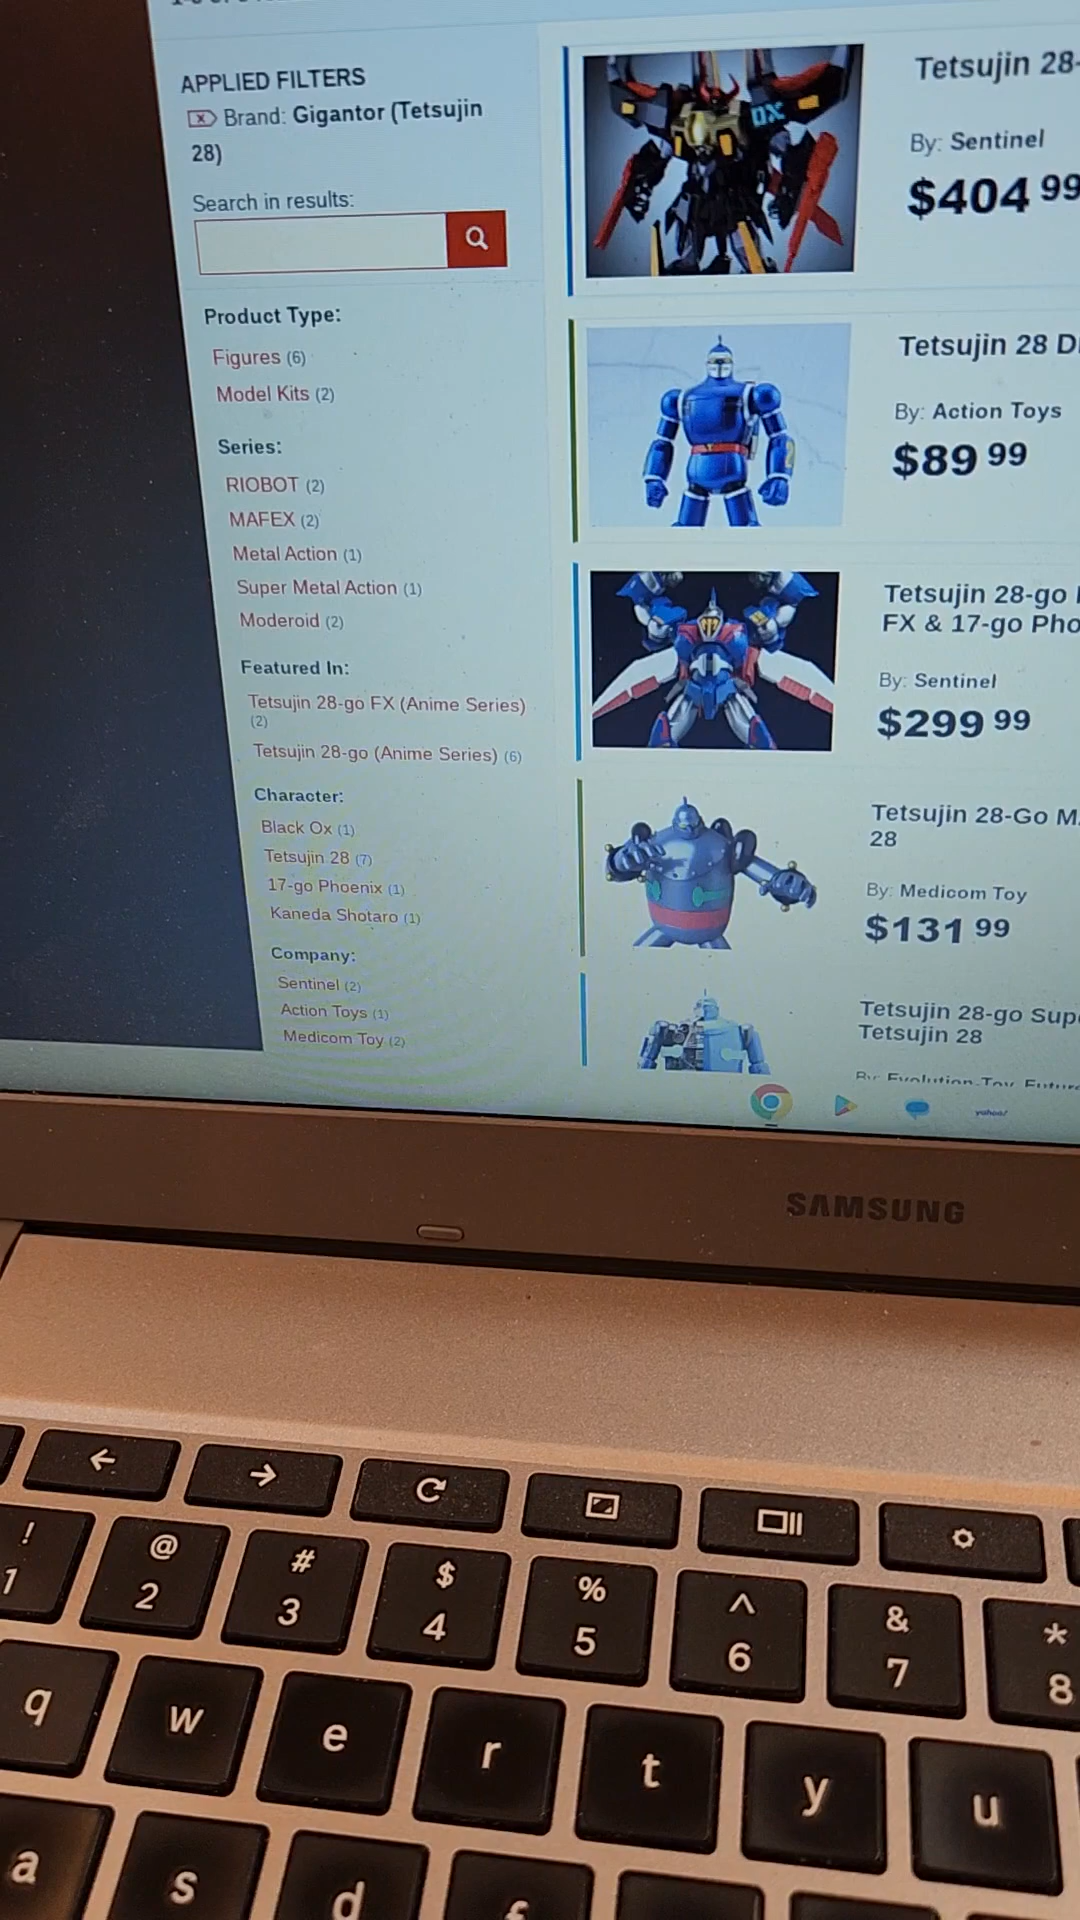 APPLIED FILTERS
x Brand: Gigantor (Tetsujin
28)
Search in results:
Product Type:
Figures (6)
Model Kits (2)
Series:
RIOBOT (2)
MAFEX (2)
Metal Action (1)
Super Metal Action (1)
Moderoid (2)
Featured In:
Tetsujin 28-go FX (Anime Series)
(2)
Tetsujin 28-go (Anime Series) (6)
Character:
Black Ox (1)
Tetsujin 28 (7)
17-go Phoenix (1)
Kaneda Shotaro (1)
Company:
Sentinel (2)
Action Toys (1)
Medicom Toy (2)
OX
Tetsujin 28-
By: Sentinel
$404 99
Tetsujin 28 D
By: Action Toys
$89 99
Tetsujin 28-go
FX & 17-go Pho
By: Sentinel
$299 99
Tetsujin 28-Go M
28
By: Medicom Toy
$131 99
Tetsujin 28-go Sup
Tetsujin 28
By: Evolution-Toy, Future
yahoo!
SAMSUNG
! @ # $ % ^ & *
1 2 3 4 5 6 7 8
q w e r t y u
a s d f